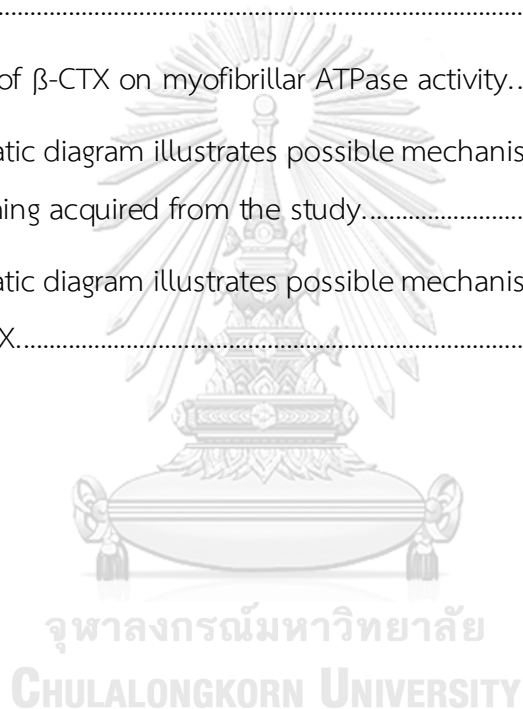 of β-CTX on myofibrillar ATPase activity..
atic diagram illustrates possible mechanis
ing acquired from the study.......................
atic diagram illustrates possible mechanis
X.................................................................................
จุฬาลงกรณ์มหาวิทยาลัย
CHULALONGKORN UNIVERSITY